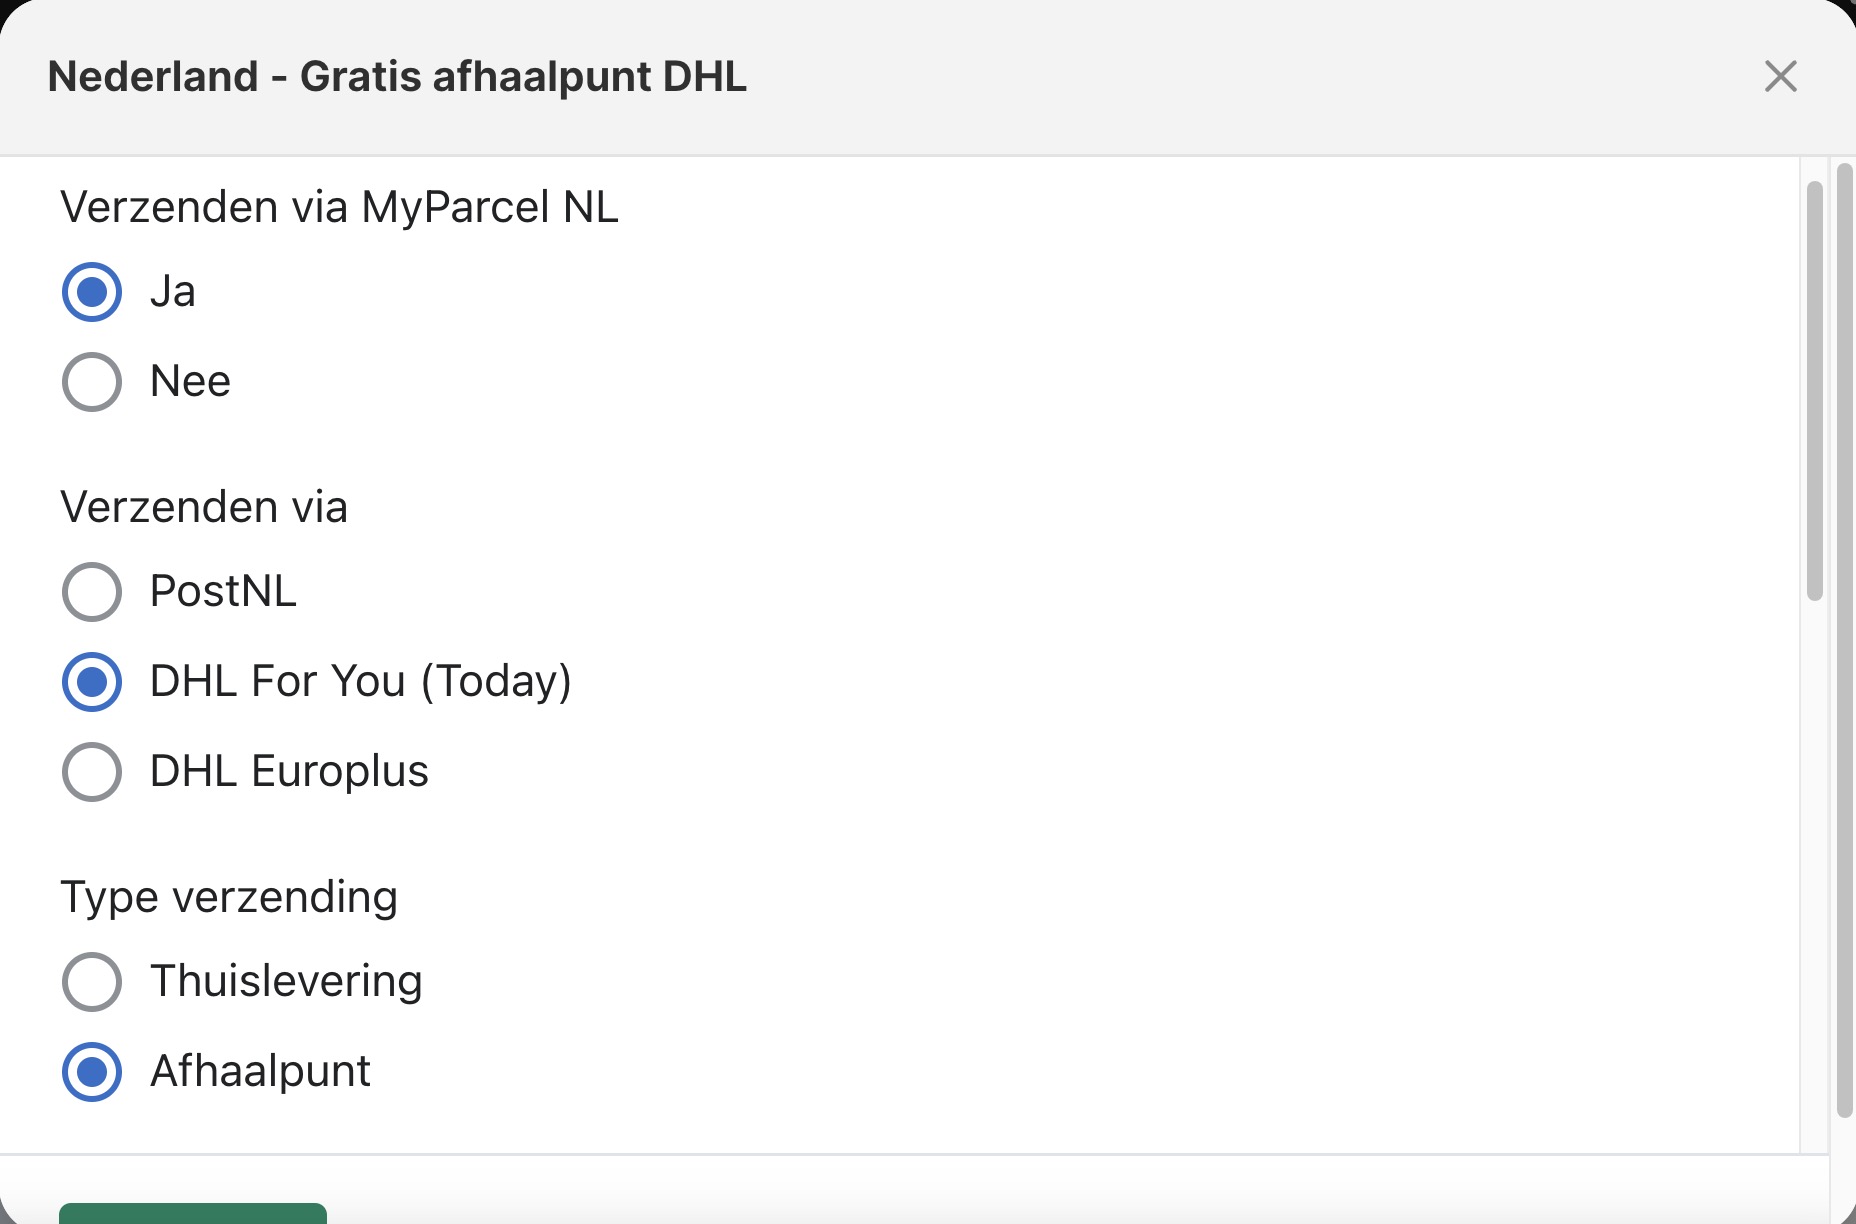 Nederland - Gratis afhaalpunt DHL
Verzenden via MyParcel NL
Ja
Nee
Verzenden via
PostNL
DHL For You (Today)
DHL Europlus
Type verzending
Thuislevering
Afhaalpunt